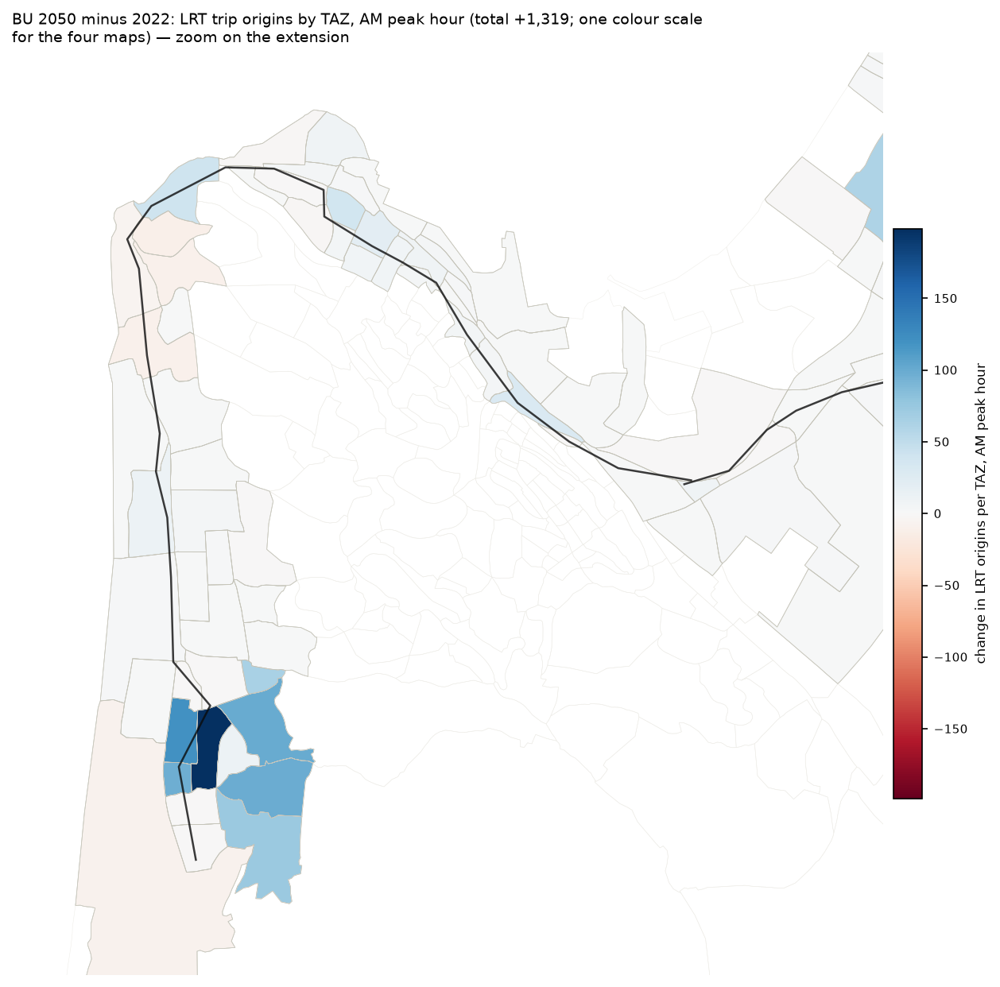 BU 2050 minus 2022: LRT trip origins by TAZ, AM peak hour (total +1,319; one colour scale
for the four maps) — zoom on the extension
150
100
50
0
−50
−100
−150
change in LRT origins per TAZ, AM peak hour